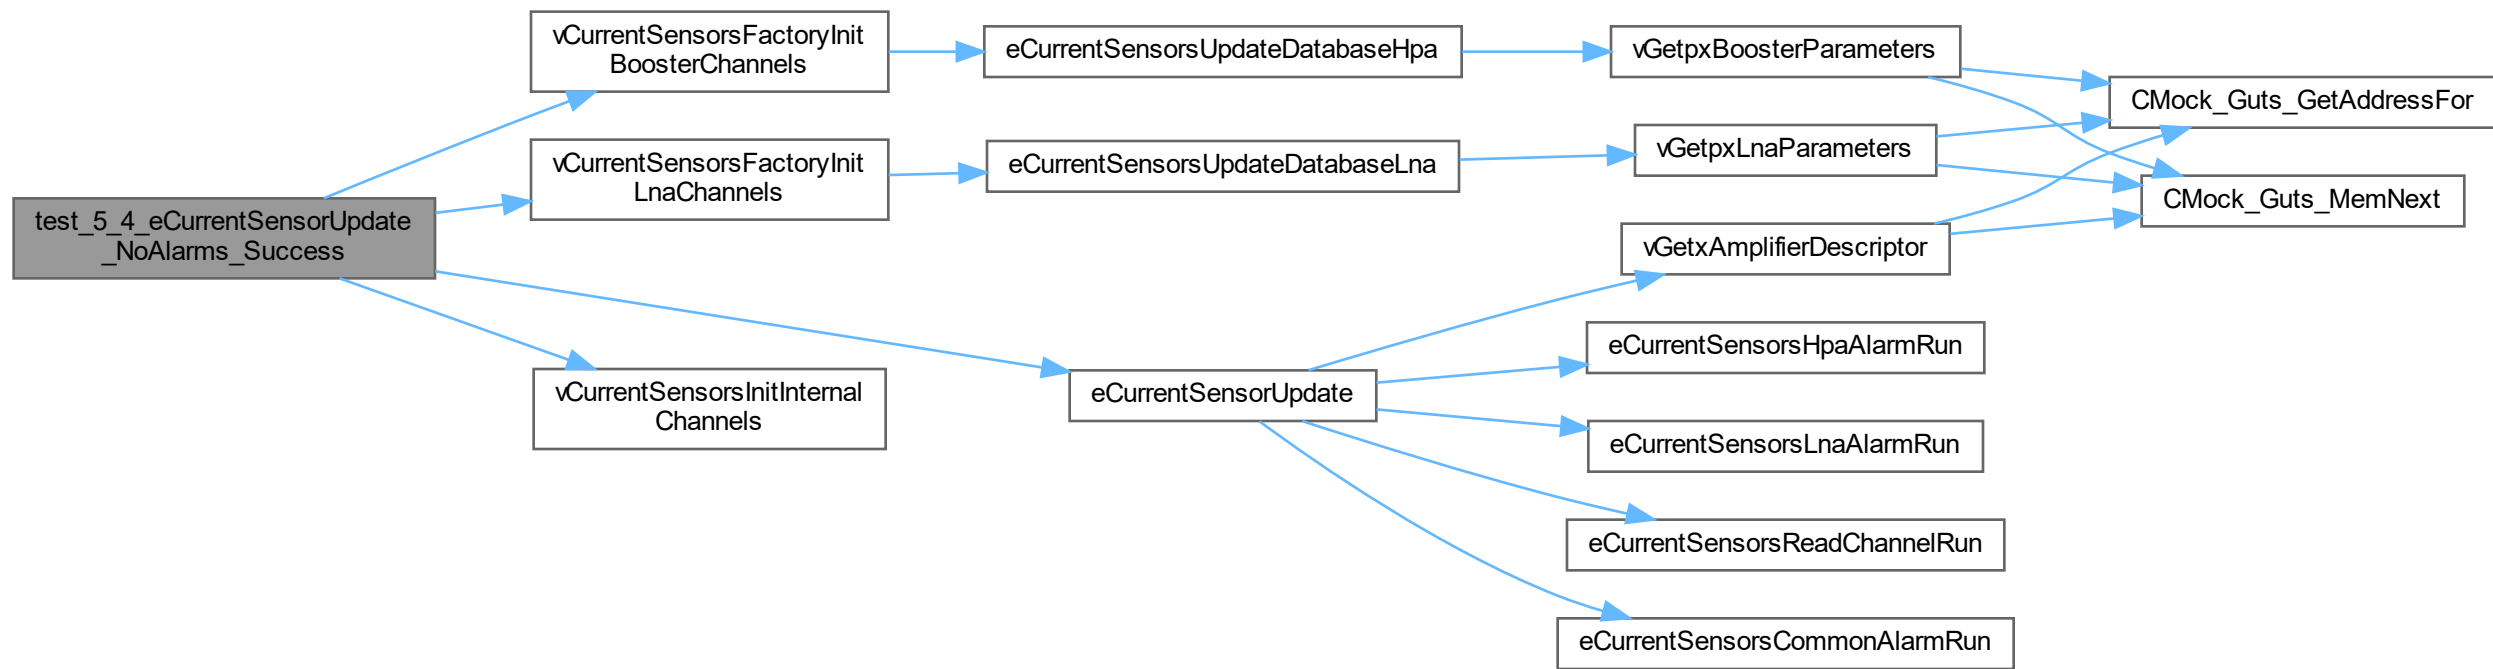 test_5_4_eCurrentSensorUpdate
_NoAlarms_Success
vCurrentSensorsFactoryInit
BoosterChannels
vCurrentSensorsFactoryInit
LnaChannels
vCurrentSensorsInitInternal
Channels
eCurrentSensorsUpdateDatabaseHpa
eCurrentSensorsUpdateDatabaseLna
eCurrentSensorUpdate
vGetpxBoosterParameters
vGetpxLnaParameters
vGetxAmplifierDescriptor
eCurrentSensorsHpaAlarmRun
eCurrentSensorsLnaAlarmRun
eCurrentSensorsReadChannelRun
eCurrentSensorsCommonAlarmRun
CMock_Guts_GetAddressFor
CMock_Guts_MemNext